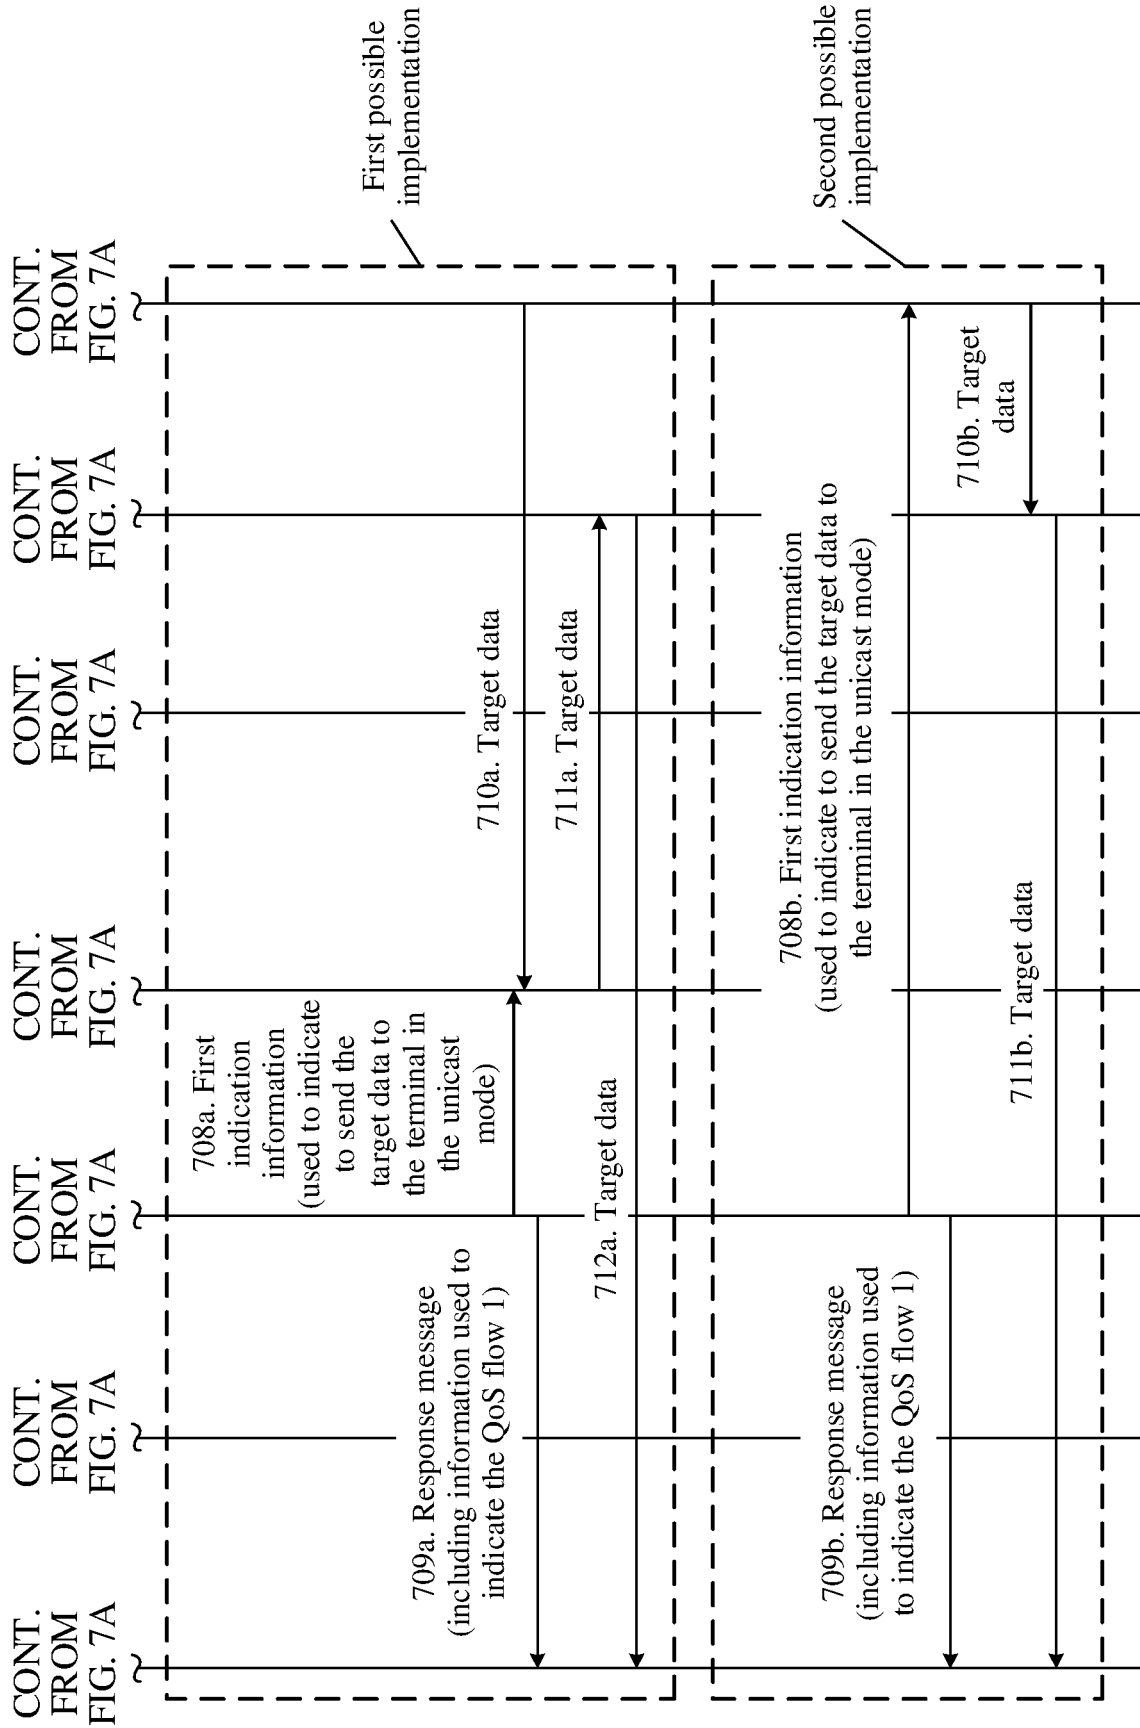 CONT.
FROM
FIG. 7A
CONT.
FROM
FIG. 7A
CONT.
FROM
FIG. 7A
CONT.
FROM
FIG. 7A
CONT.
FROM
FIG. 7A
CONT.
FROM
FIG. 7A
CONT.
FROM
FIG. 7A
708a. First
indication
information
(used to indicate
to send the
target data to
the terminal in
the unicast
mode)
709a. Response message
(including information used to
indicate the QoS flow 1)
710a. Target data
711a. Target data
712a. Target data
First possible
implementation
708b. First indication information
(used to indicate to send the target data to
the terminal in the unicast mode)
709b. Response message
(including information used
to indicate the QoS flow 1)
710b. Target
data
711b. Target data
Second possible
implementation